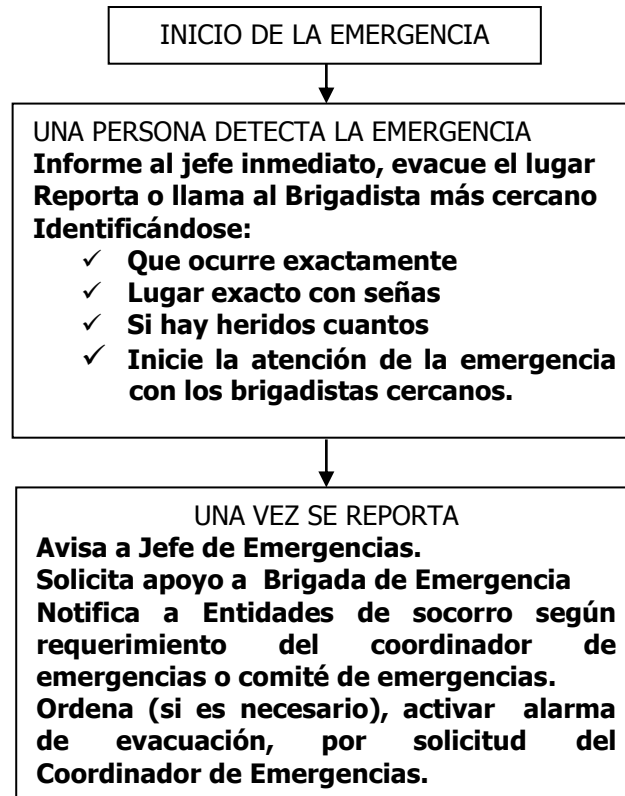 INICIO DE LA EMERGENCIA
UNA PERSONA DETECTA LA EMERGENCIA
Informe al jefe inmediato, evacue el lugar
Reporta o llama al Brigadista más cercano
Identificándose:
✓ Que ocurre exactamente
✓ Lugar exacto con señas
✓ Si hay heridos cuantos
✓ Inicie la atención de la emergencia
con los brigadistas cercanos.
UNA VEZ SE REPORTA
Avisa a Jefe de Emergencias.
Solicita apoyo a Brigada de Emergencia
Notifica a Entidades de socorro según
requerimiento del coordinador de
emergencias o comité de emergencias.
Ordena (si es necesario), activar alarma
de evacuación, por solicitud del
Coordinador de Emergencias.